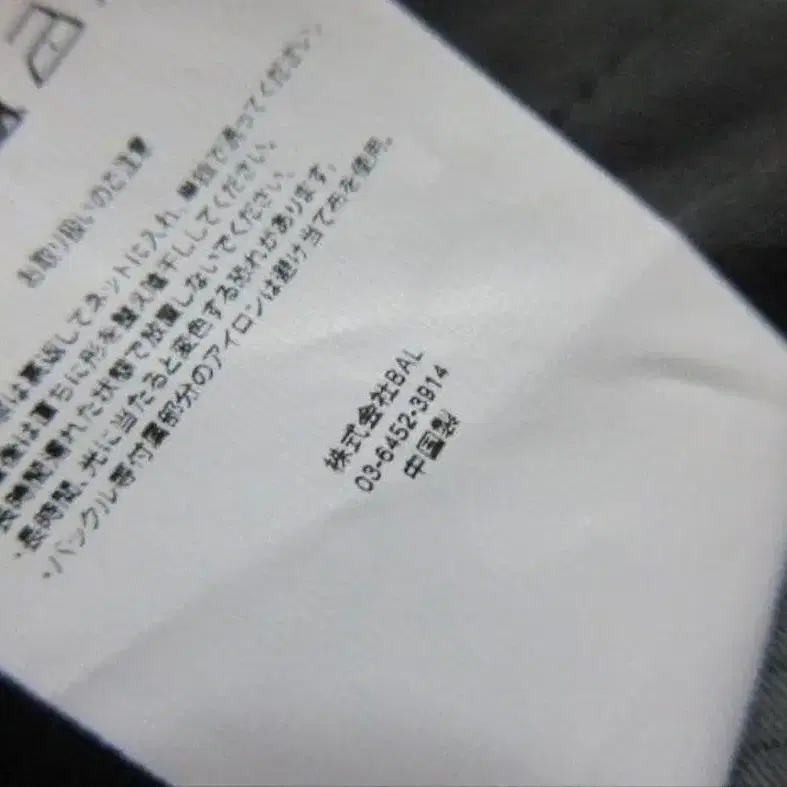 お取り扱いのご注意
は裏返してネットに入れ、単独で洗ってください。
は直ちに形を整え陰干ししてください。
長時間濡れた状態で放置しないでください。
・長時間、光に当たると変色する恐れがあります。
・バックル等付属部分のアイロンは避け当て布を使用。
株式会社BAL
03-6452-3914
中国製